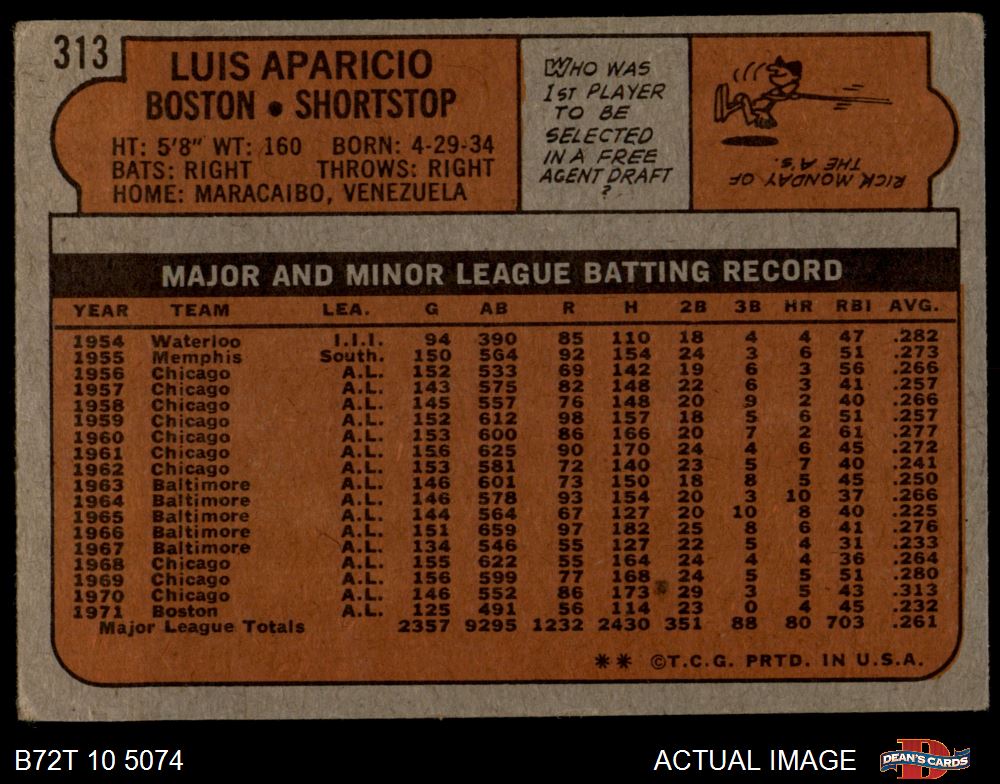 313
LUIS APARICIO
BOSTON • SHORTSTOP
HT: 5'8" WT: 160 BORN: 4-29-34
BATS: RIGHT THROWS: RIGHT
HOME: MARACAIBO, VENEZUELA
WHO WAS
1ST PLAYER
TO BE
SELECTED
IN A FREE
AGENT DRAFT
?
RICK MONDAY OF
THE A'S.
MAJOR AND MINOR LEAGUE BATTING RECORD
YEAR TEAM LEA. G AB R H 2B 3B HR RBI AVG.
1954 Waterloo I.I.I. 94 390 85 110 18 4 4 47 .282
1955 Memphis South. 150 564 92 154 24 3 6 51 .273
1956 Chicago A.L. 152 533 69 142 19 6 3 56 .266
1957 Chicago A.L. 143 575 82 148 22 6 3 41 .257
1958 Chicago A.L. 145 557 76 148 20 9 2 40 .266
1959 Chicago A.L. 152 612 98 157 18 5 6 51 .257
1960 Chicago A.L. 153 600 86 166 20 7 2 61 .277
1961 Chicago A.L. 156 625 90 170 24 4 6 45 .272
1962 Chicago A.L. 153 581 72 140 23 5 7 40 .241
1963 Baltimore A.L. 146 601 73 150 18 8 5 45 .250
1964 Baltimore A.L. 146 578 93 154 20 3 10 37 .266
1965 Baltimore A.L. 144 564 67 127 20 10 8 40 .225
1966 Baltimore A.L. 151 659 97 182 25 8 6 41 .276
1967 Baltimore A.L. 134 546 55 127 22 5 4 31 .233
1968 Chicago A.L. 155 622 55 164 24 4 4 36 .264
1969 Chicago A.L. 156 599 77 168 24 5 5 51 .280
1970 Chicago A.L. 146 552 86 173 29 3 5 43 .313
1971 Boston A.L. 125 491 56 114 23 0 4 45 .232
Major League Totals 2357 9295 1232 2430 351 88 80 703 .261
** ©T.C.G. PRTD. IN U.S.A.
B72T 10 5074
ACTUAL IMAGE
DEAN'S CARDS